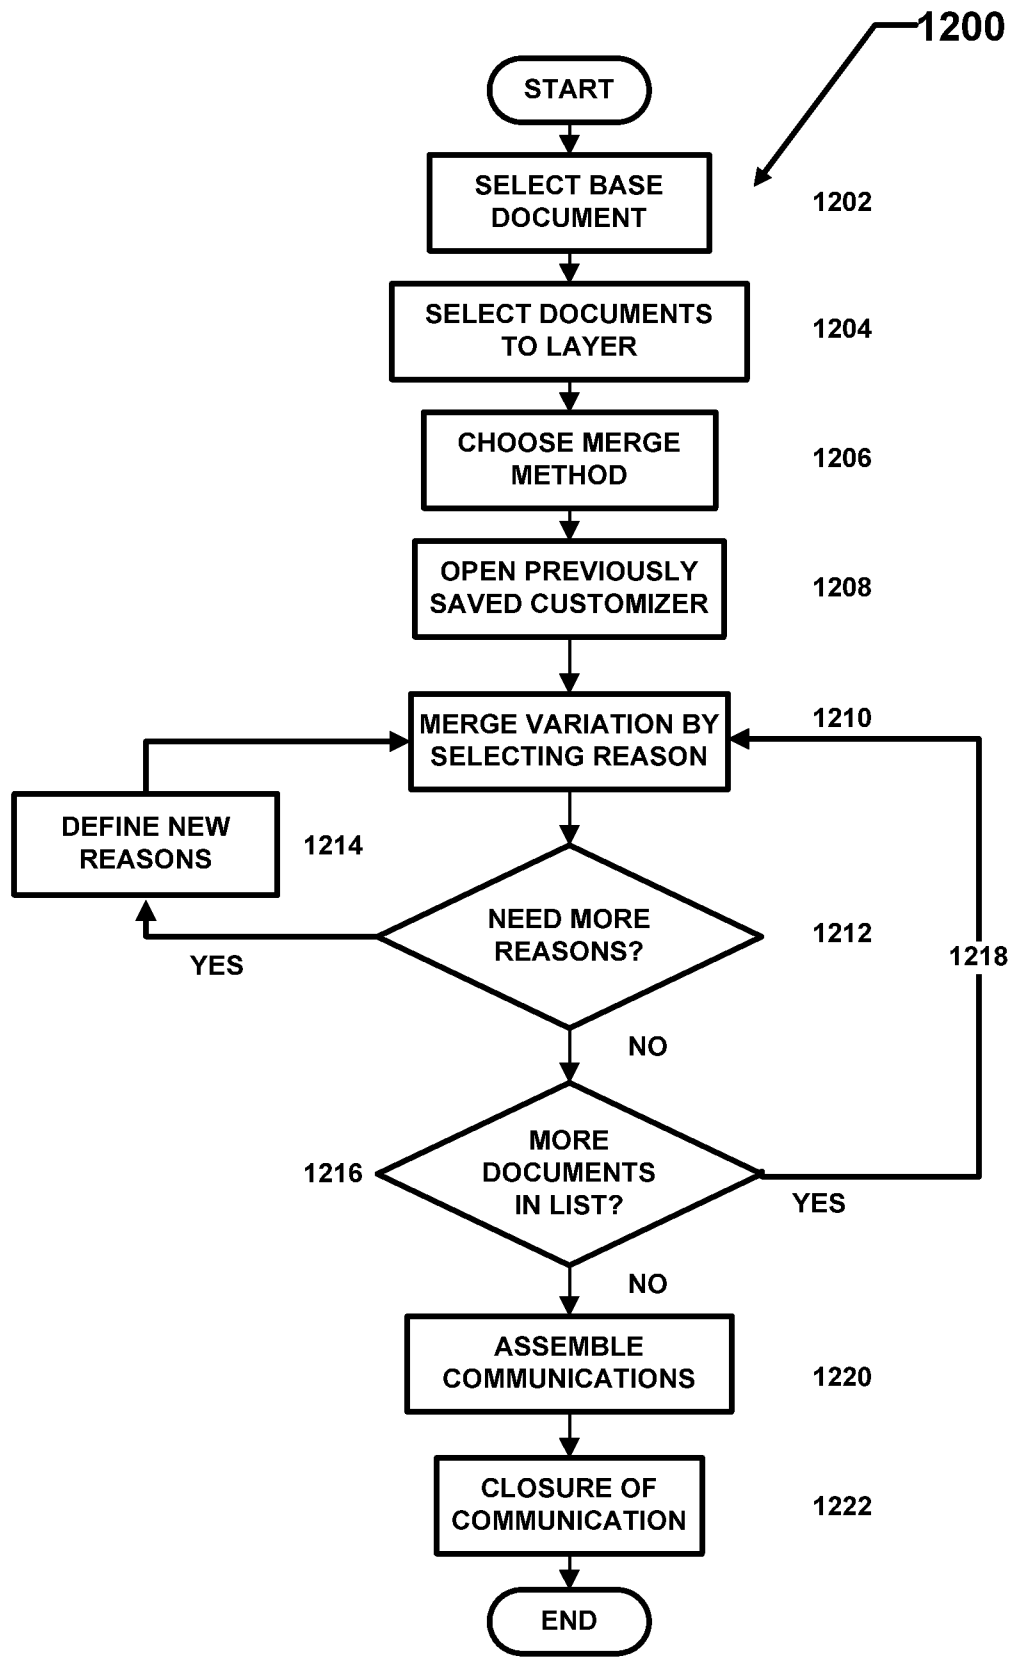 1200
START
SELECT BASE
DOCUMENT
1202
SELECT DOCUMENTS
TO LAYER
1204
CHOOSE MERGE
METHOD
1206
OPEN PREVIOUSLY
SAVED CUSTOMIZER
1208
MERGE VARIATION BY
SELECTING REASON
1210
DEFINE NEW
REASONS
1214
NEED MORE
REASONS?
1212
YES
1218
NO
MORE
DOCUMENTS
IN LIST?
1216
YES
NO
ASSEMBLE
COMMUNICATIONS
1220
CLOSURE OF
COMMUNICATION
1222
END